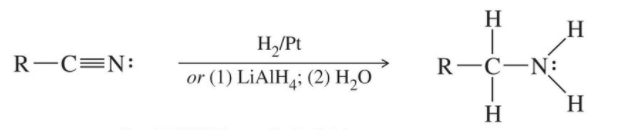 R—C≡N: H₂/Pt R—C—N: H H H H
or (1) LiAlH₄; (2) H₂O